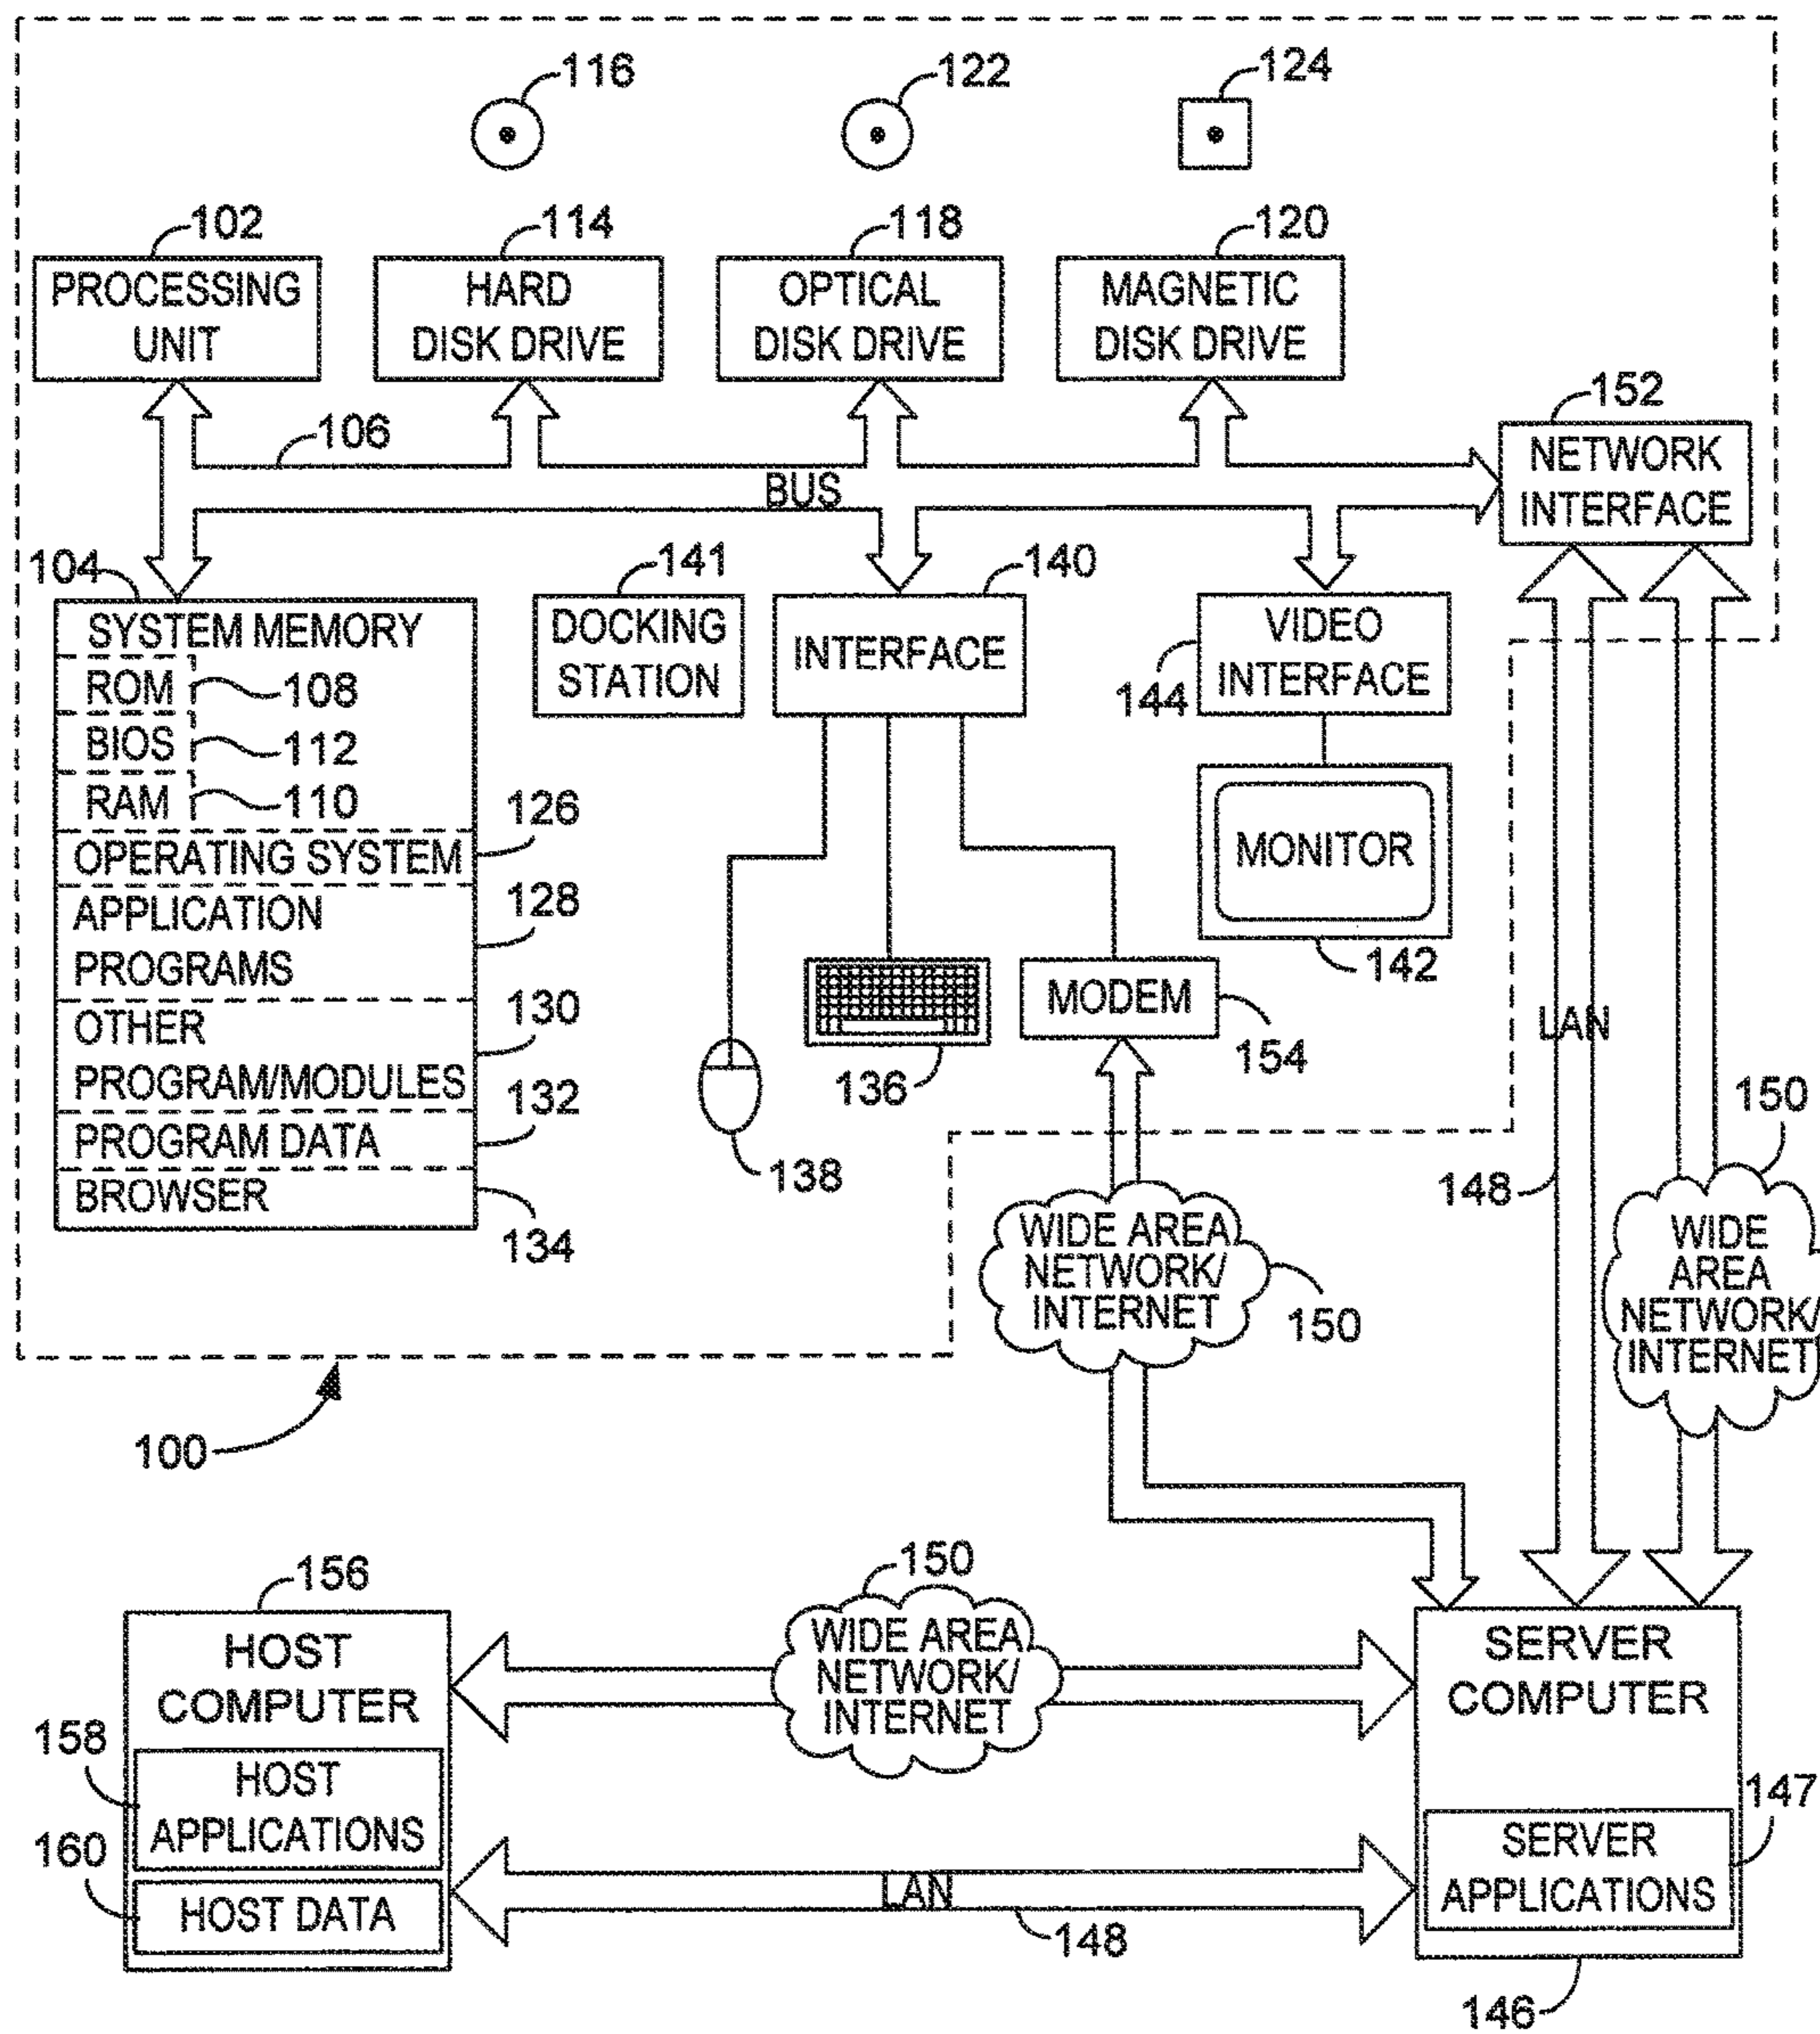 116
122
124
102
114
118
120
PROCESSING
UNIT
HARD
DISK DRIVE
OPTICAL
DISK DRIVE
MAGNETIC
DISK DRIVE
106
BUS
152
NETWORK
INTERFACE
104
SYSTEM MEMORY
ROM
108
BIOS
112
RAM
110
OPERATING SYSTEM
126
APPLICATION
PROGRAMS
128
OTHER
PROGRAM/MODULES
130
PROGRAM DATA
132
BROWSER
134
141
DOCKING
STATION
140
INTERFACE
VIDEO
INTERFACE
144
MONITOR
142
138
136
MODEM
154
LAN
148
150
WIDE
AREA
NETWORK/
INTERNET
WIDE AREA
NETWORK/
INTERNET
150
100
156
HOST
COMPUTER
158
HOST
APPLICATIONS
160
HOST DATA
150
WIDE AREA
NETWORK/
INTERNET
LAN
148
SERVER
COMPUTER
147
SERVER
APPLICATIONS
146